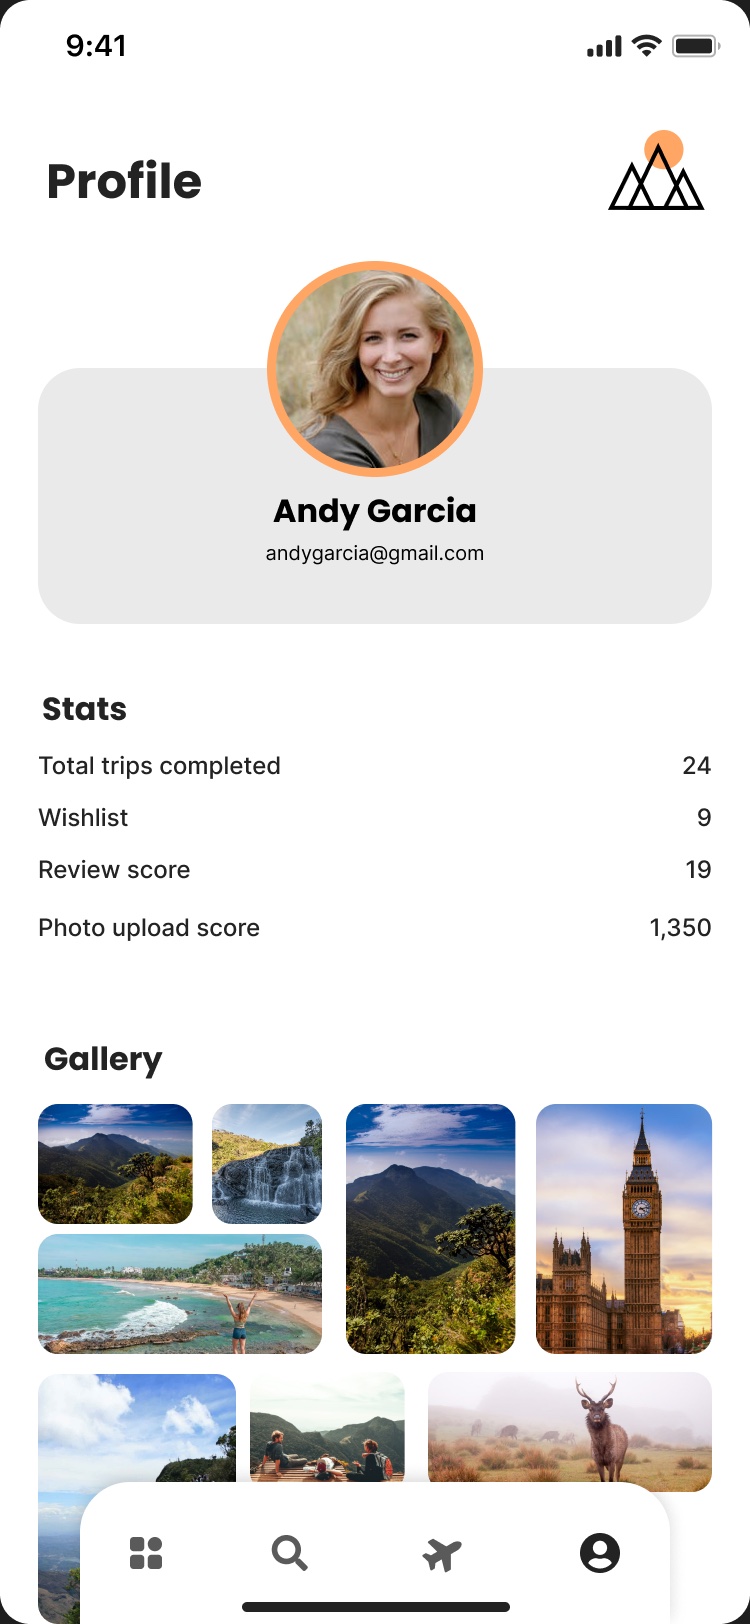 9:41
Profile
Andy Garcia
andygarcia@gmail.com
Stats
Total trips completed 24
Wishlist 9
Review score 19
Photo upload score 1,350
Gallery